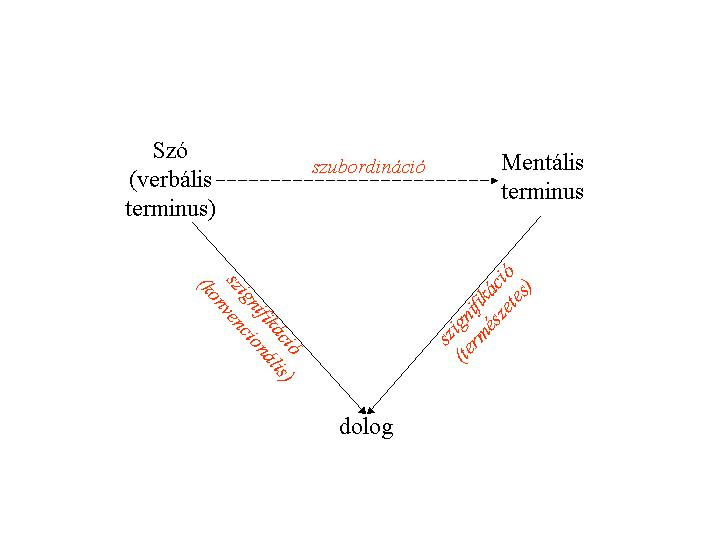 Szó
(verbális
terminus)
szubordináció
Mentális
terminus
szignifikáció
(konvencionális)
szignifikáció
(természetes)
dolog